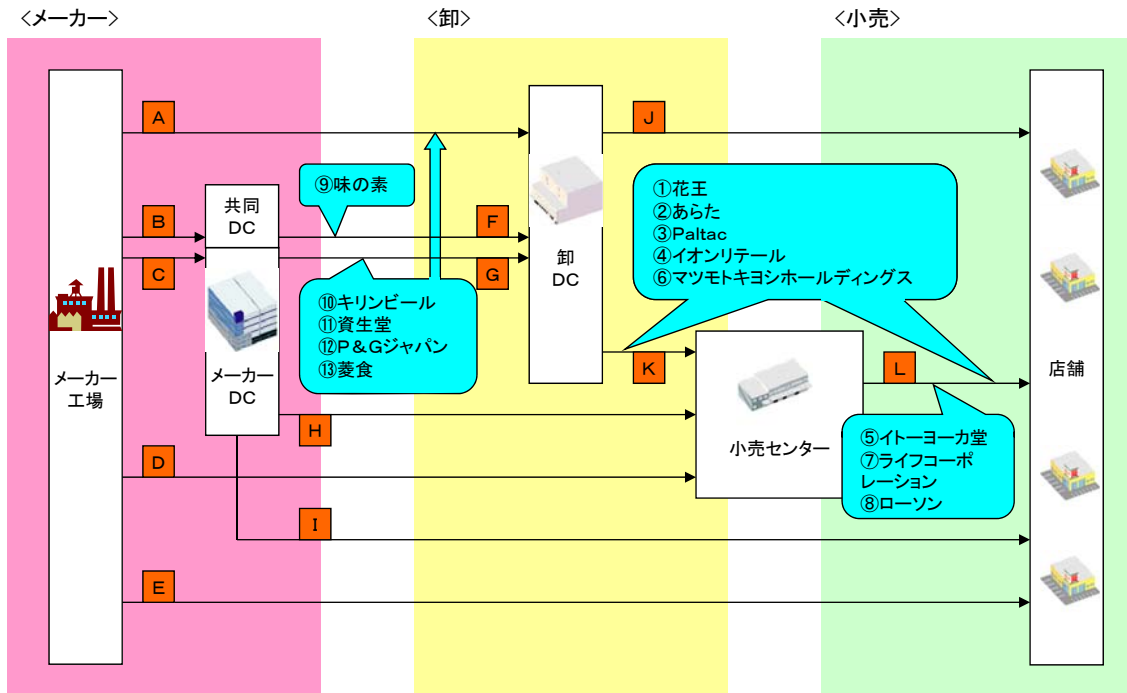 <メーカー>
<卸>
<小売>
A
J
⑨味の素
①花王
②あらた
③Paltac
④イオンリテール
⑥マツモトキヨシホールディングス
B
共同
DC
F
C
G
卸
DC
⑩キリンビール
⑪資生堂
⑫P&Gジャパン
⑬菱食
メーカー
工場
メーカー
DC
K
L
店舗
H
小売センター
⑤イトーヨーカ堂
⑦ライフコーポ
レーション
⑧ローソン
D
I
E